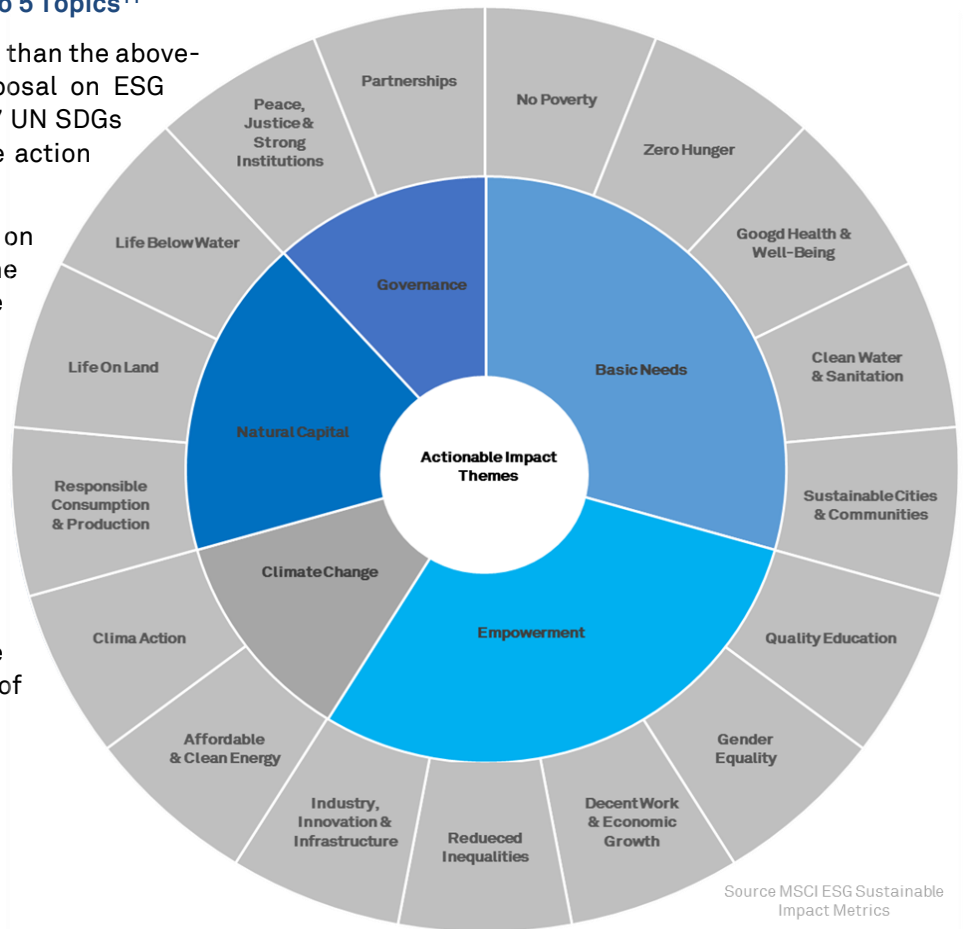 o 5 Topics¹¹
than the above-
posal on ESG
7 UN SDGs
e action
on
ne
e
e
of
Partnerships
No Poverty
Peace,
Justice &
Strong
Institutions
Zero Hunger
Life Below Water
Googd Health &
Well-Being
Governance
Life On Land
Basic Needs
Clean Water
& Sanitation
Natural Capital
Actionable Impact
Themes
Responsible
Consumption
& Production
Sustainable Cities
& Communities
Climate Change
Empowerment
Clima Action
Quality Education
Affordable
& Clean Energy
Gender
Equality
Industry,
Innovation &
Infrastructure
Redueced
Inequalities
Decent Work
& Economic
Growth
Source MSCI ESG Sustainable
Impact Metrics